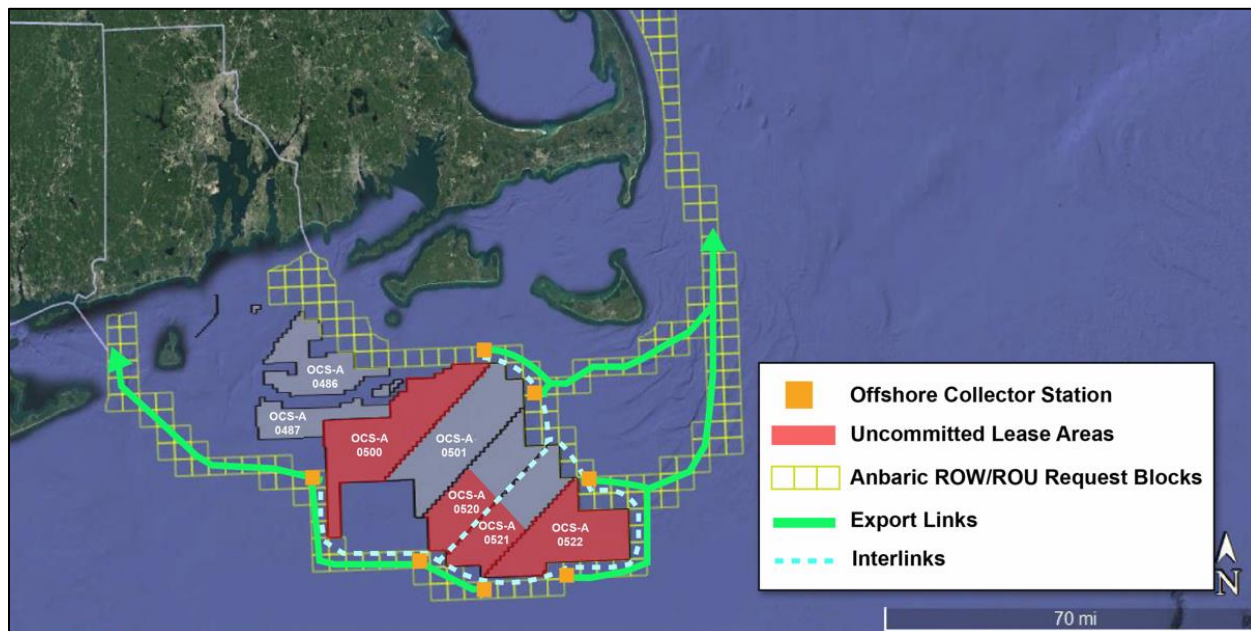 OCS-A
0486
OCS-A
0487
OCS-A
0500
OCS-A
0501
OCS-A
0520
OCS-A
0521
OCS-A
0522
Offshore Collector Station
Uncommitted Lease Areas
Anbaric ROW/ROU Request Blocks
Export Links
Interlinks
N
70 mi